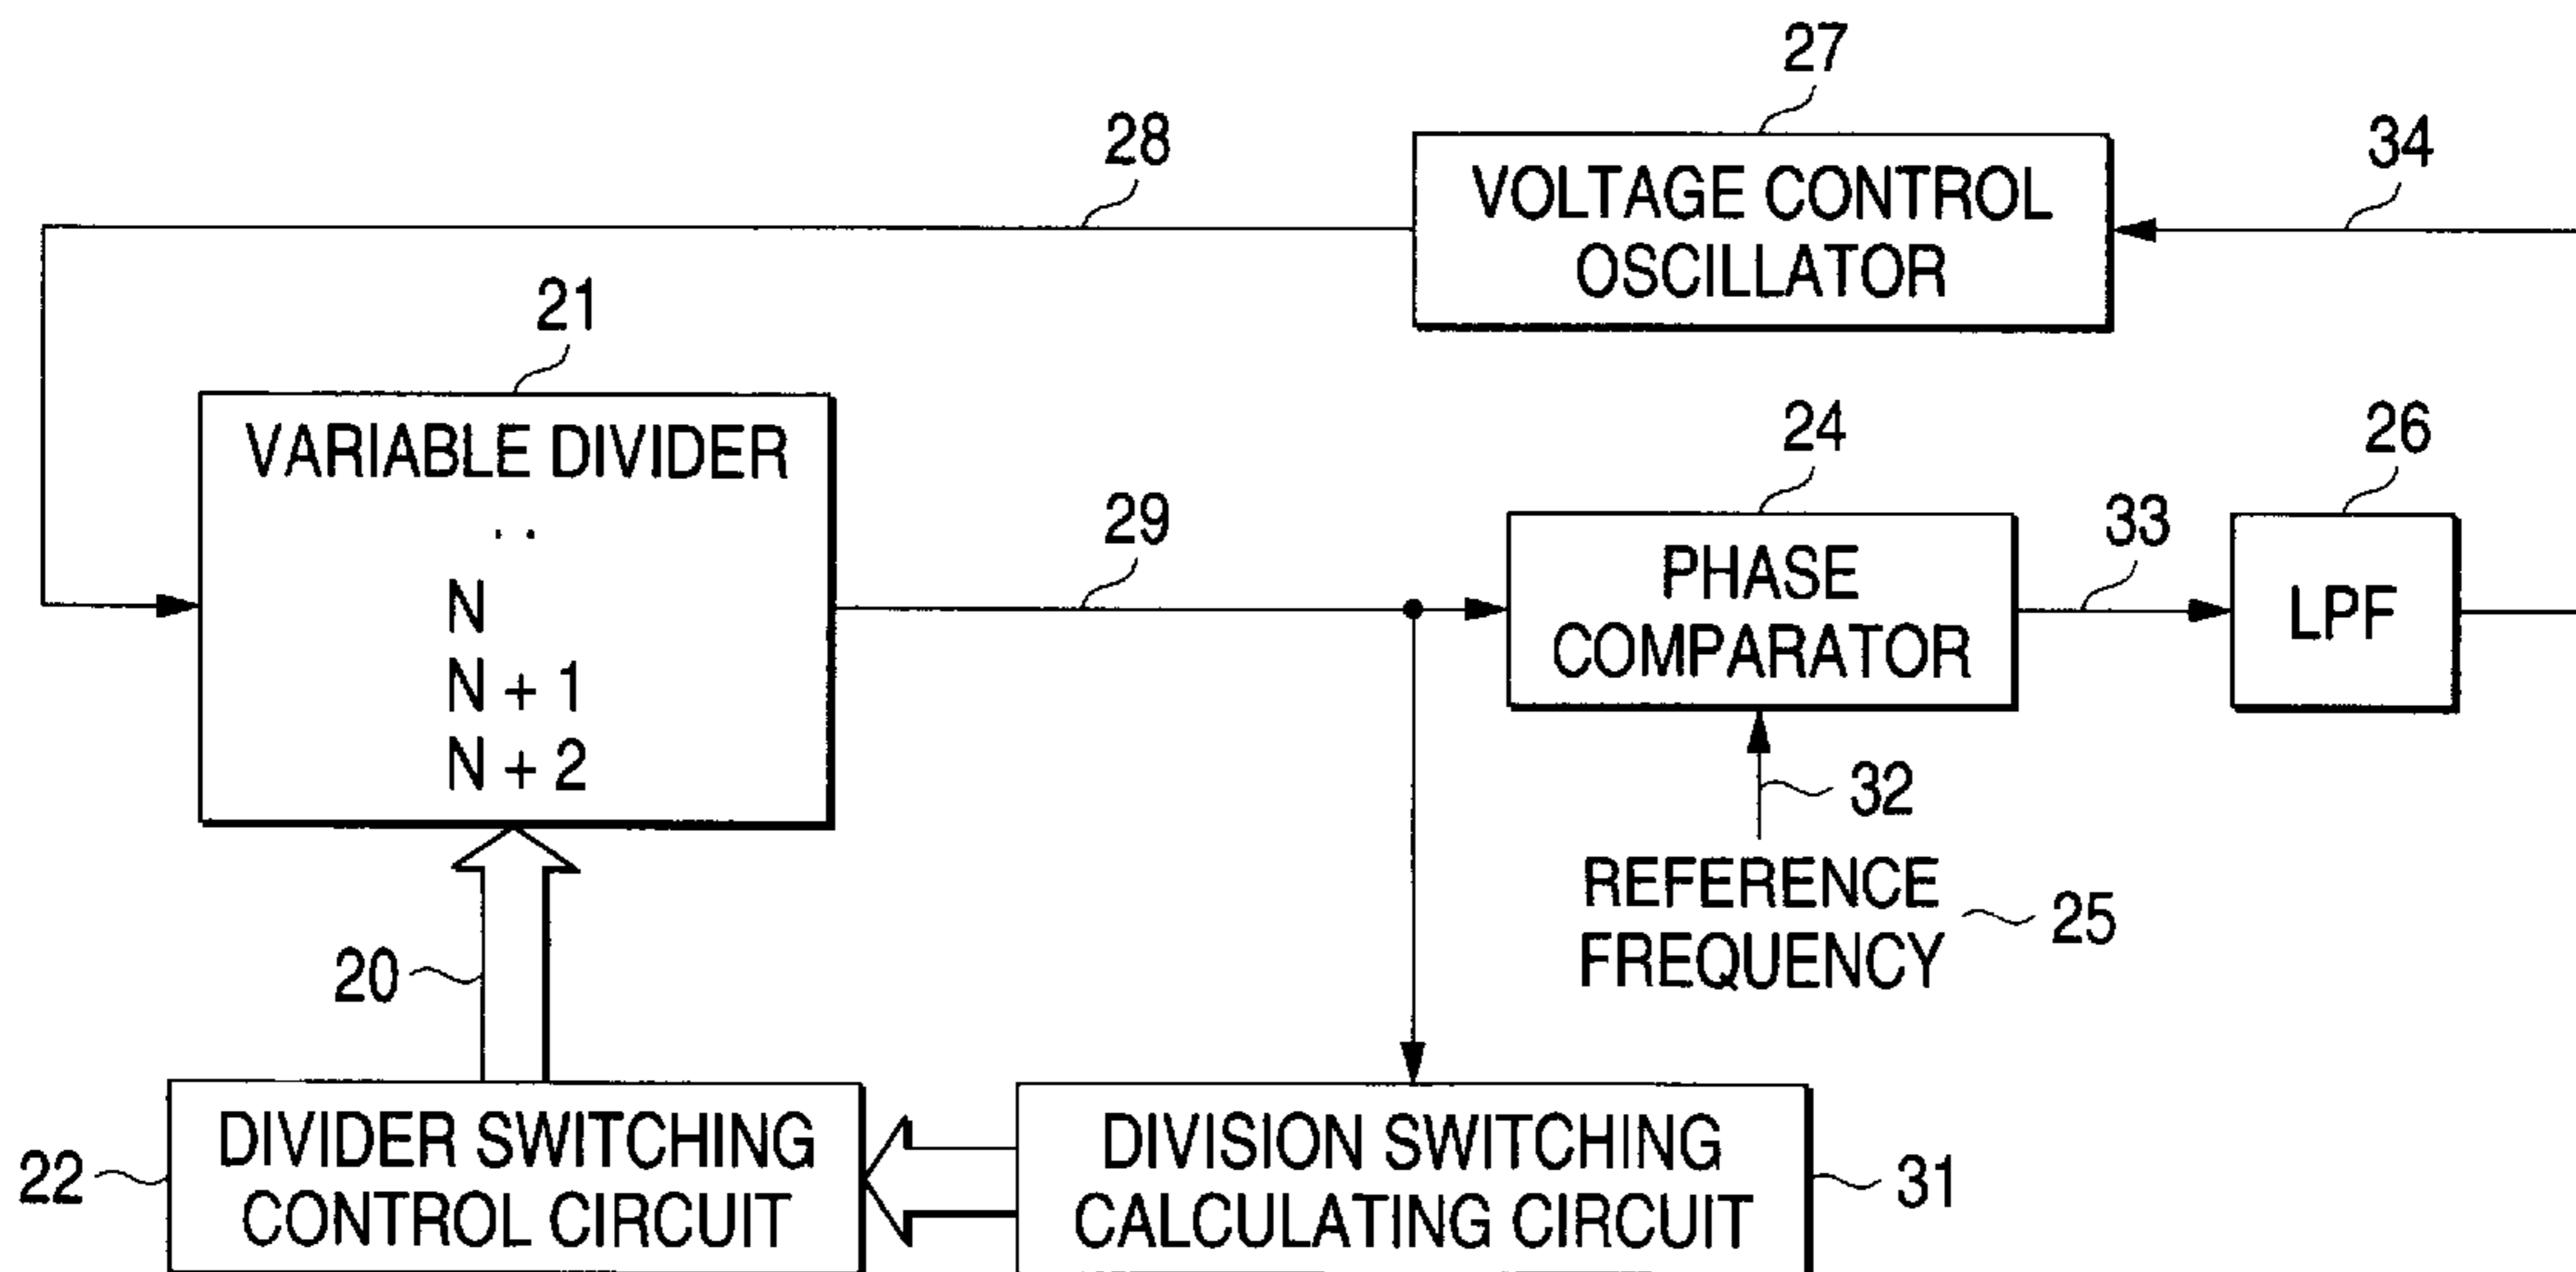 27
28
VOLTAGE CONTROL
OSCILLATOR
34
21
VARIABLE DIVIDER
. .
N
N + 1
N + 2
29
24
PHASE
COMPARATOR
33
26
LPF
32
REFERENCE
FREQUENCY
25
20
22
DIVIDER SWITCHING
CONTROL CIRCUIT
DIVISION SWITCHING
CALCULATING CIRCUIT
31